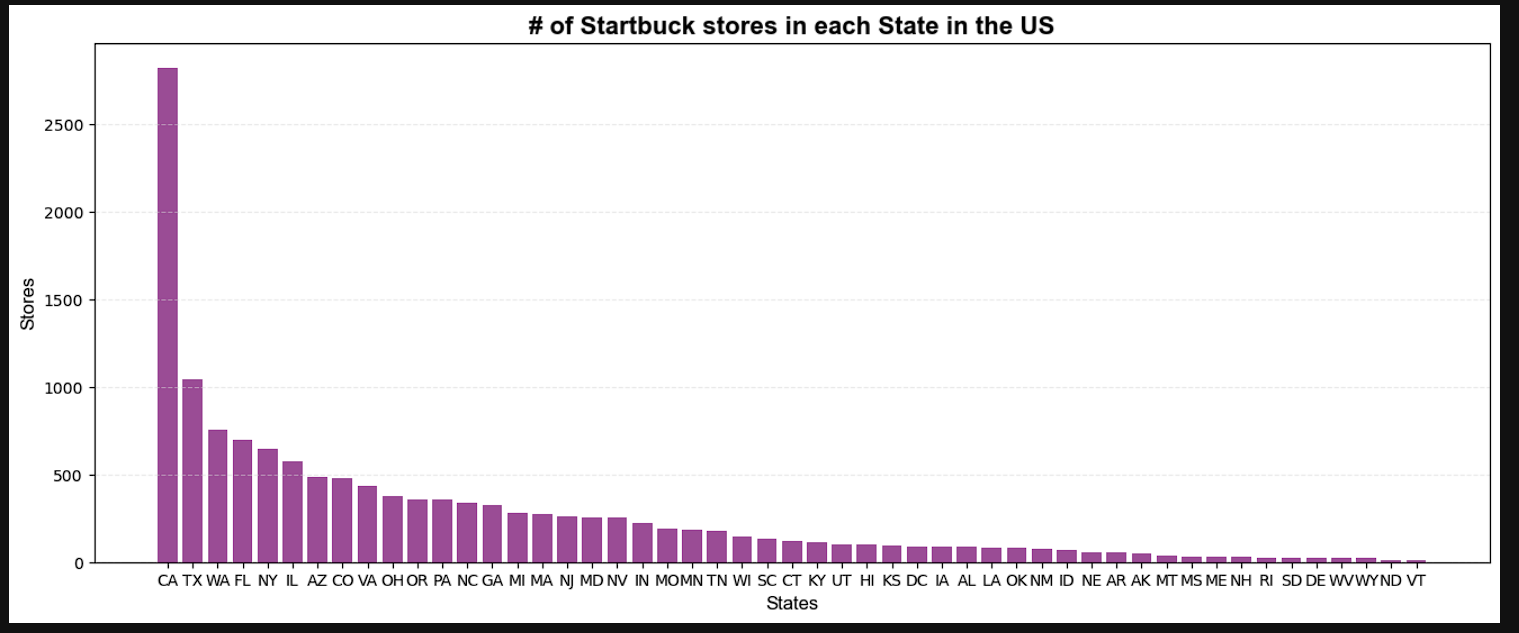 # of Startbuck stores in each State in the US
2500
2000
1500
1000
500
0
Stores
CA TX WA FL NY IL AZ CO VA OH OR PA NC GA MI MA NJ MD NV IN MO MN TN WI SC CT KY UT HI KS DC IA AL LA OK NM ID NE AR AK MT MS ME NH RI SD DE WV WY ND VT
States